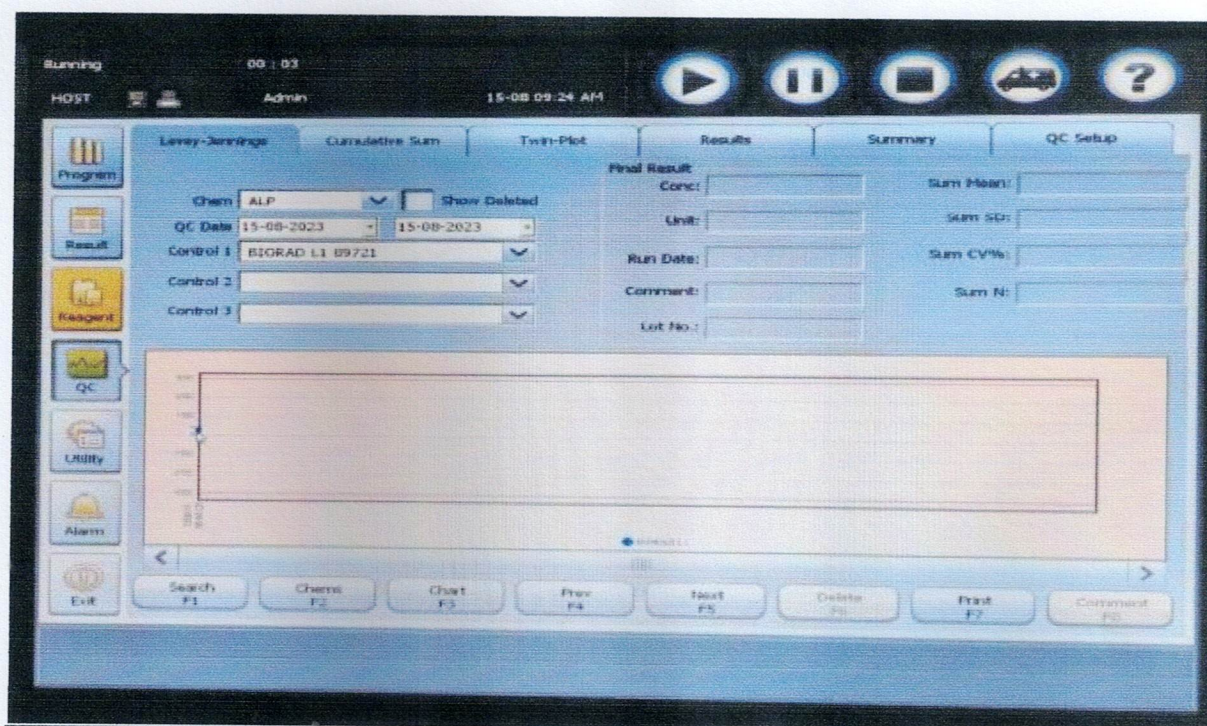 Running 00 : 03
HOST Admin 15-08 09:24 AM
Levey-Jennings Cumulative Sum Twin-Plot Results Summary QC Setup
Program
Result
Reagent
QC
Utility
Alarm
Exit
Chem ALP Show Deleted
QC Date 15-08-2023 15-08-2023
Control 1 BIORAD L1 89721
Control 2
Control 3
Final Result
Conc:
Unit:
Run Date:
Comment:
Lot No.:
Sum Mean:
Sum SD:
Sum CV%:
Sum N:
Search F1
Chems F2
Chart F3
Prev F4
Next F5
Delete F6
Print F7
Comment F8